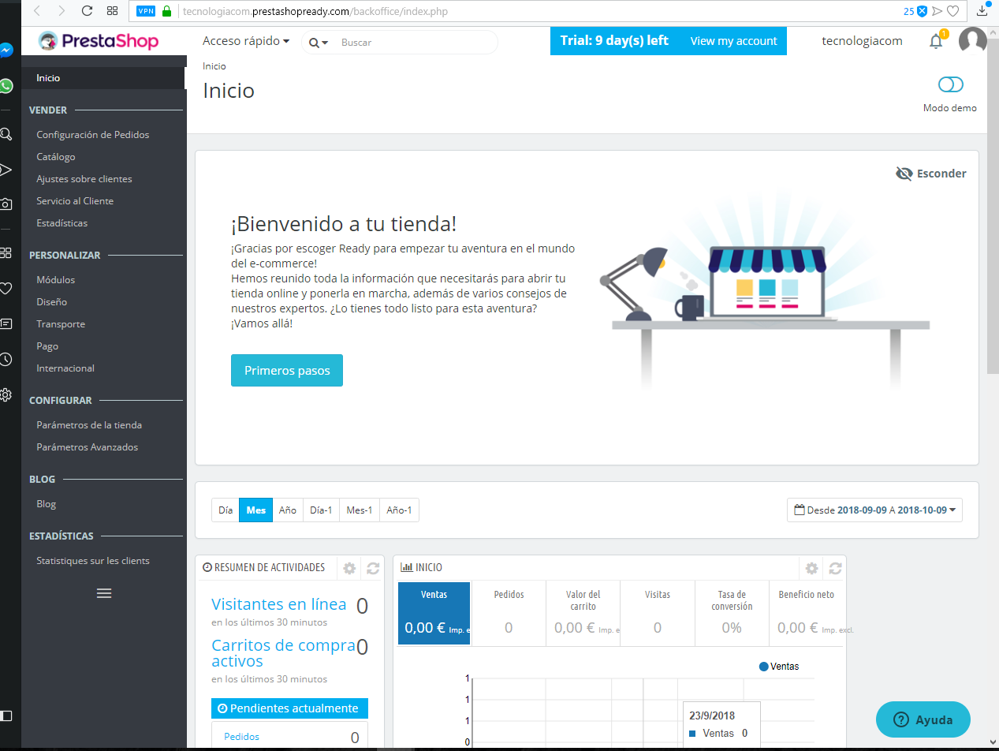 VPN
tecnologiacom.prestashopready.com/backoffice/index.php
25
PrestaShop
Acceso rápido
Buscar
Trial: 9 day(s) left
View my account
tecnologiacom
1
Inicio
VENDER
Configuración de Pedidos
Catálogo
Ajustes sobre clientes
Servicio al Cliente
Estadísticas
PERSONALIZAR
Módulos
Diseño
Transporte
Pago
Internacional
CONFIGURAR
Parámetros de la tienda
Parámetros Avanzados
BLOG
Blog
ESTADÍSTICAS
Statistiques sur les clients
Inicio
Inicio
Modo demo
Esconder
¡Bienvenido a tu tienda!
¡Gracias por escoger Ready para empezar tu aventura en el mundo
del e-commerce!
Hemos reunido toda la información que necesitarás para abrir tu
tienda online y ponerla en marcha, además de varios consejos de
nuestros expertos. ¿Lo tienes todo listo para esta aventura?
¡Vamos allá!
Primeros pasos
Día
Mes
Año
Día-1
Mes-1
Año-1
Desde 2018-09-09 A 2018-10-09
RESUMEN DE ACTIVIDADES
Visitantes en línea 0
en los últimos 30 minutos
Carritos de compra 0
activos
en los últimos 30 minutos
Pendientes actualmente
Pedidos 0
INICIO
Ventas
0,00 € Imp. e
Pedidos
0
Valor del
carrito
0,00 € Imp. e
Visitas
0
Tasa de
conversión
0%
Beneficio neto
0,00 € Imp. excl.
Ventas
1
1
1
0
23/9/2018
Ventas 0
Ayuda